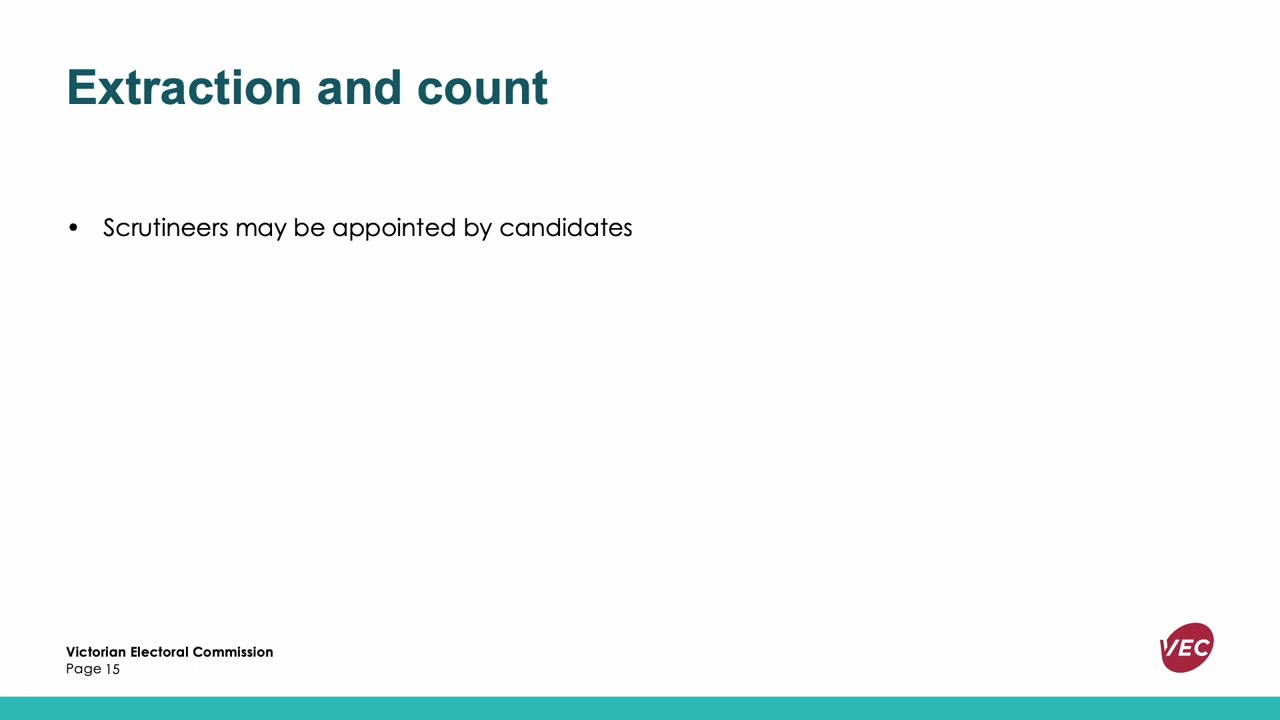 Extraction and count
• Scrutineers may be appointed by candidates
Victorian Electoral Commission
Page 15
VEC